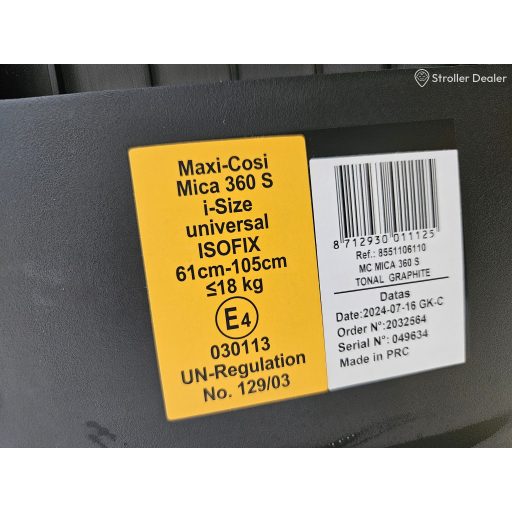 Stroller Dealer
Maxi-Cosi
Mica 360 S
i-Size
universal
ISOFIX
61cm-105cm
≤18 kg
E4
030113
UN-Regulation
No. 129/03
8 712930 011125
Ref.: 8551106110
MC MICA 360 S
TONAL GRAPHITE
Datas
Date:2024-07-16 GK-C
Order N°:2032564
Serial N°: 049634
Made in PRC